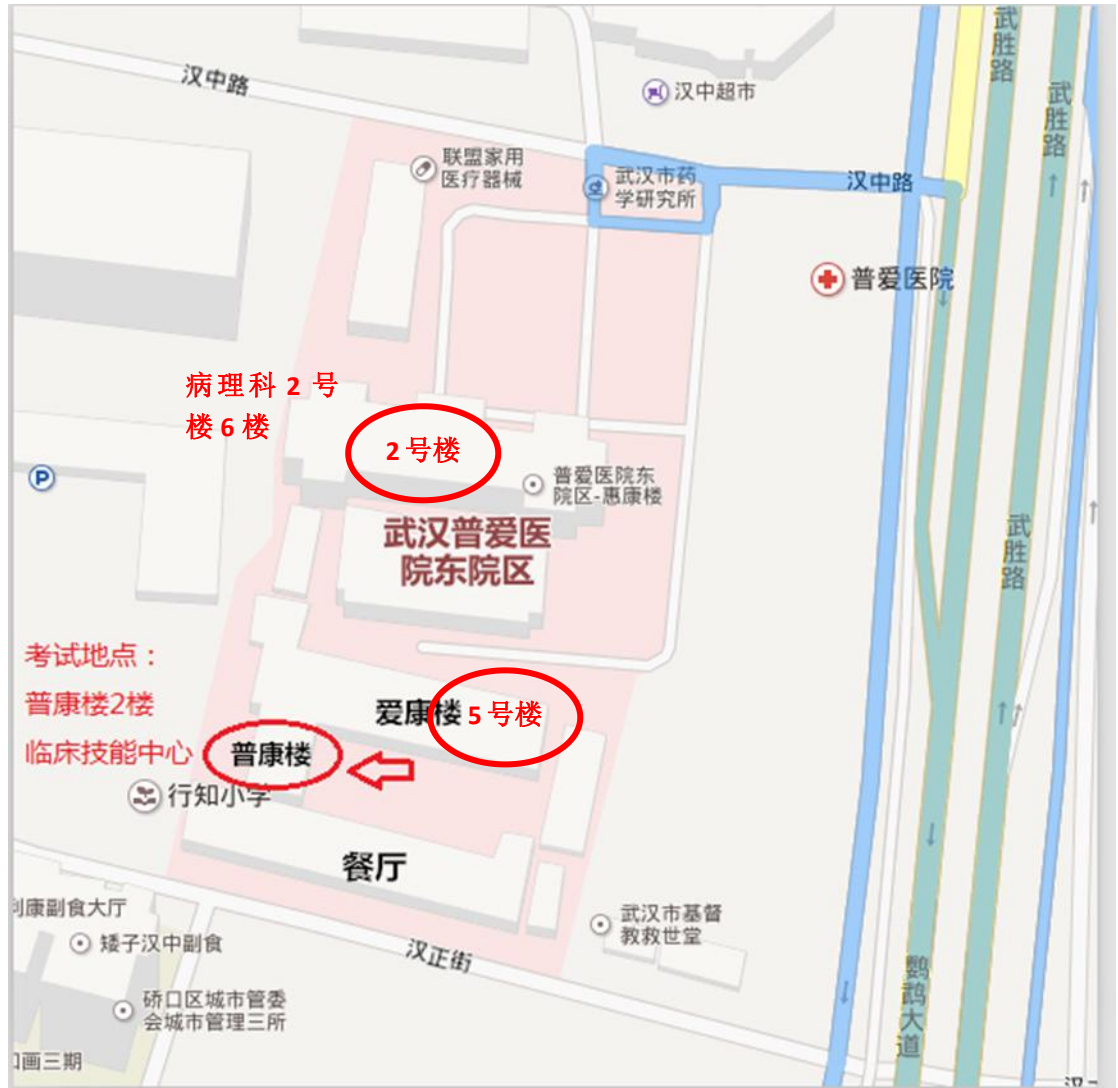 汉中路
武胜路
武胜路
汉中超市
联盟家用
医疗器械
武汉市药
学研究所
汉中路
普爱医院
病理科 2 号
楼 6 楼
2 号楼
P
普爱医院东
院区-惠康楼
武汉普爱医
院东院区
武胜路
考试地点：
普康楼2楼
临床技能中心
爱康楼
5 号楼
普康楼
行知小学
餐厅
利康副食大厅
矮子汉中副食
武汉市基督
教救世堂
汉正街
硚口区城市管委
会城市管理三所
鹦鹉大道
画三期